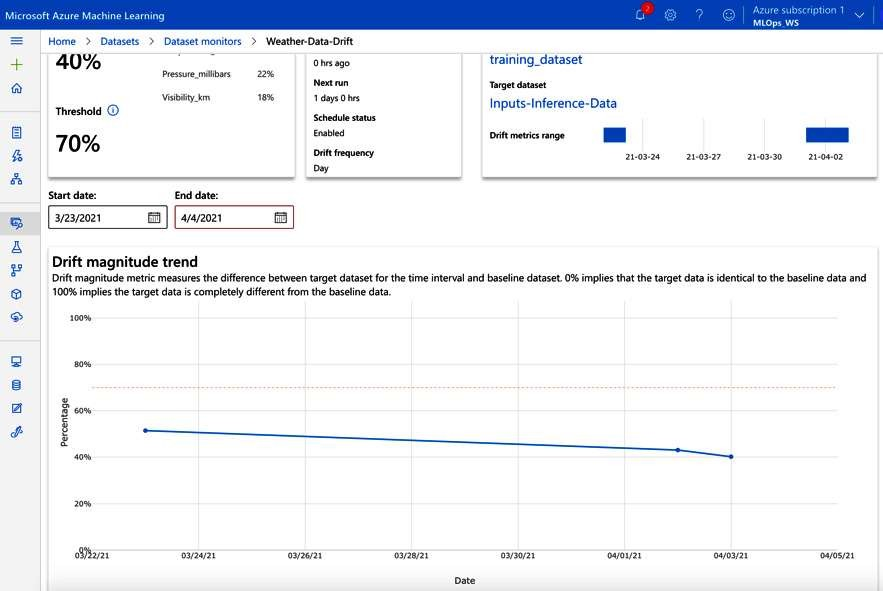 Microsoft Azure Machine Learning
2
?
Azure subscription 1
MLOps_WS
Home > Datasets > Dataset monitors > Weather-Data-Drift
40%
Pressure_millibars 22%
Visibility_km 18%
Threshold
70%
0 hrs ago
Next run
1 days 0 hrs
Schedule status
Enabled
Drift frequency
Day
training_dataset
Target dataset
Inputs-Inference-Data
Drift metrics range
21-03-24 21-03-27 21-03-30 21-04-02
Start date: End date:
3/23/2021 4/4/2021
Drift magnitude trend
Drift magnitude metric measures the difference between target dataset for the time interval and baseline dataset. 0% implies that the target data is identical to the baseline data and
100% implies the target data is completely different from the baseline data.
100%
80%
60%
40%
20%
0%
Percentage
03/22/21 03/24/21 03/26/21 03/28/21 03/30/21 04/01/21 04/03/21 04/05/21
Date